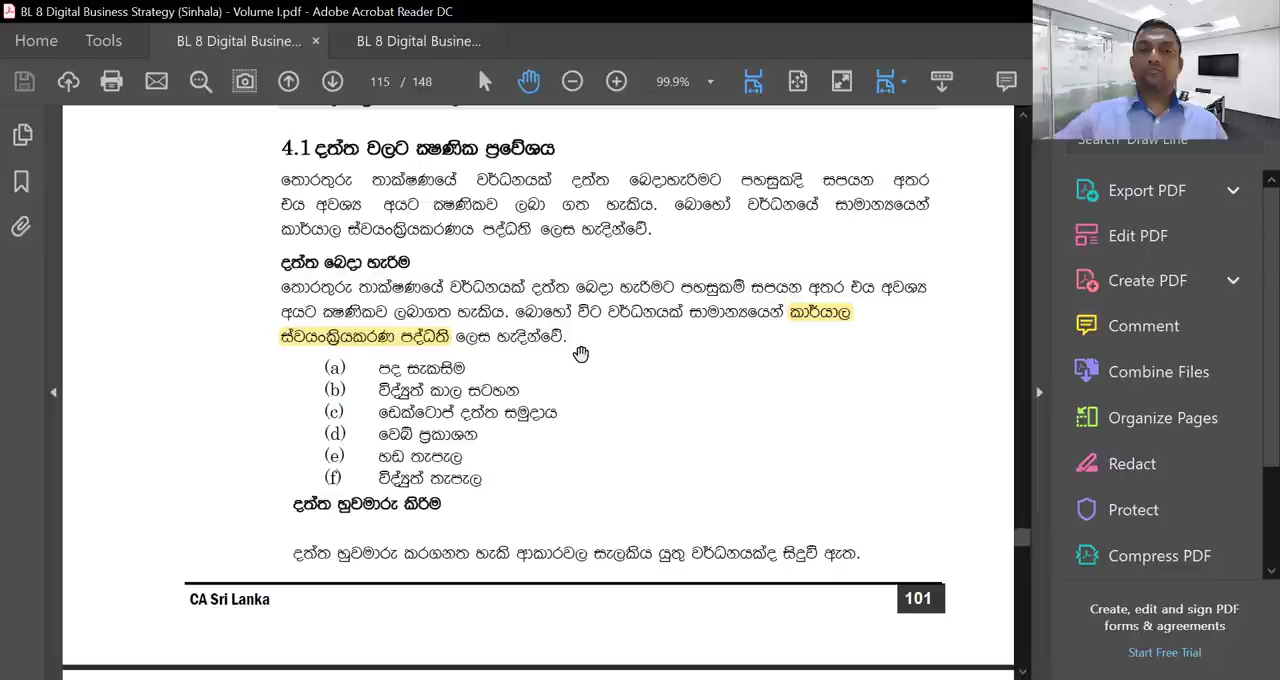 BL 8 Digital Business Strategy (Sinhala) - Volume I.pdf - Adobe Acrobat Reader DC
Home Tools BL 8 Digital Busine... × BL 8 Digital Busine...
115 / 148 99.9%
Search 'Draw Line'
4.1 දත්ත වලට ක්‍ෂණික ප්‍රවේශය
තොරතුරු තාක්ෂණයේ වර්ධනයක් දත්ත බෙදාහැරිමට පහසුකදි සපයන අතර
එය අවශ්‍ය අයට ක්‍ෂණිකව ලබා ගත හැකිය. බොහෝ වර්ධනයේ සාමාන්‍යයෙන්
කාර්යාල ස්වයංක්‍රියකරණය පද්ධති ලෙස හැඳින්වේ.
දත්ත බෙදා හැරිම
තොරතුරු තාක්ෂණයේ වර්ධනයක් දත්ත බෙදා හැරිමට පහසුකම් සපයන අතර එය අවශ්‍ය
අයට ක්‍ෂණිකව ලබාගත හැකිය. බොහෝ විට වර්ධනයක් සාමාන්‍යයෙන් කාර්යාල
ස්වයංක්‍රියකරණ පද්ධති ලෙස හැඳින්වේ.
(a) පද සැකසිම
(b) විද්‍යුත් කාල සටහන
(c) ඩෙක්ටොප් දත්ත සමුදාය
(d) වෙබ් ප්‍රකාශන
(e) හඬ තැපැල
(f) විද්‍යුත් තැපැල
දත්ත හුවමාරු කිරිම
දත්ත හුවමාරු කරගනත හැකි ආකාරවල සැලකිය යුතු වර්ධනයක්ද සිදුවි ඇත.
CA Sri Lanka 101
Export PDF
Edit PDF
Create PDF
Comment
Combine Files
Organize Pages
Redact
Protect
Compress PDF
Create, edit and sign PDF
forms & agreements
Start Free Trial